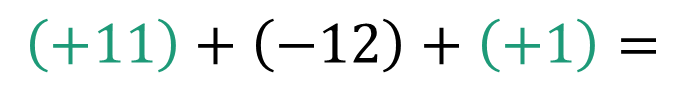 (+11) + (−12) + (+1) =